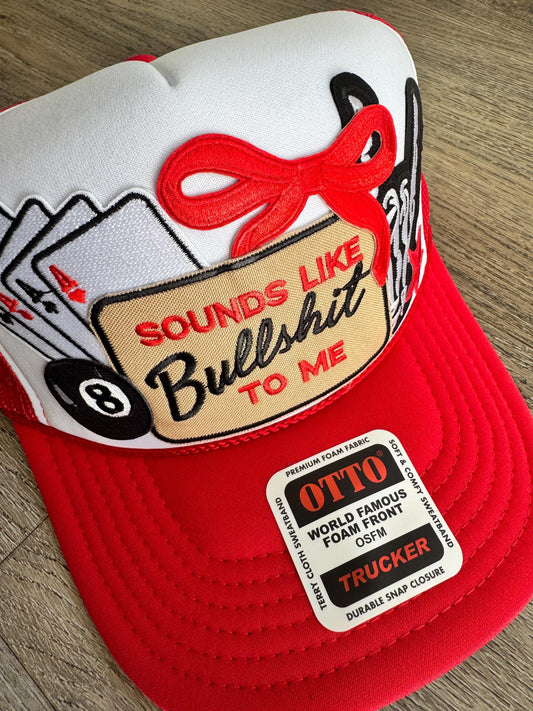 A
A
A
8
SOUNDS LIKE
Bullshit
TO ME
PREMIUM FOAM FABRIC
SOFT & COMFY SWEATBAND
TERRY CLOTH SWEATBAND
OTTO
WORLD FAMOUS
FOAM FRONT
OSFM
TRUCKER
DURABLE SNAP CLOSURE